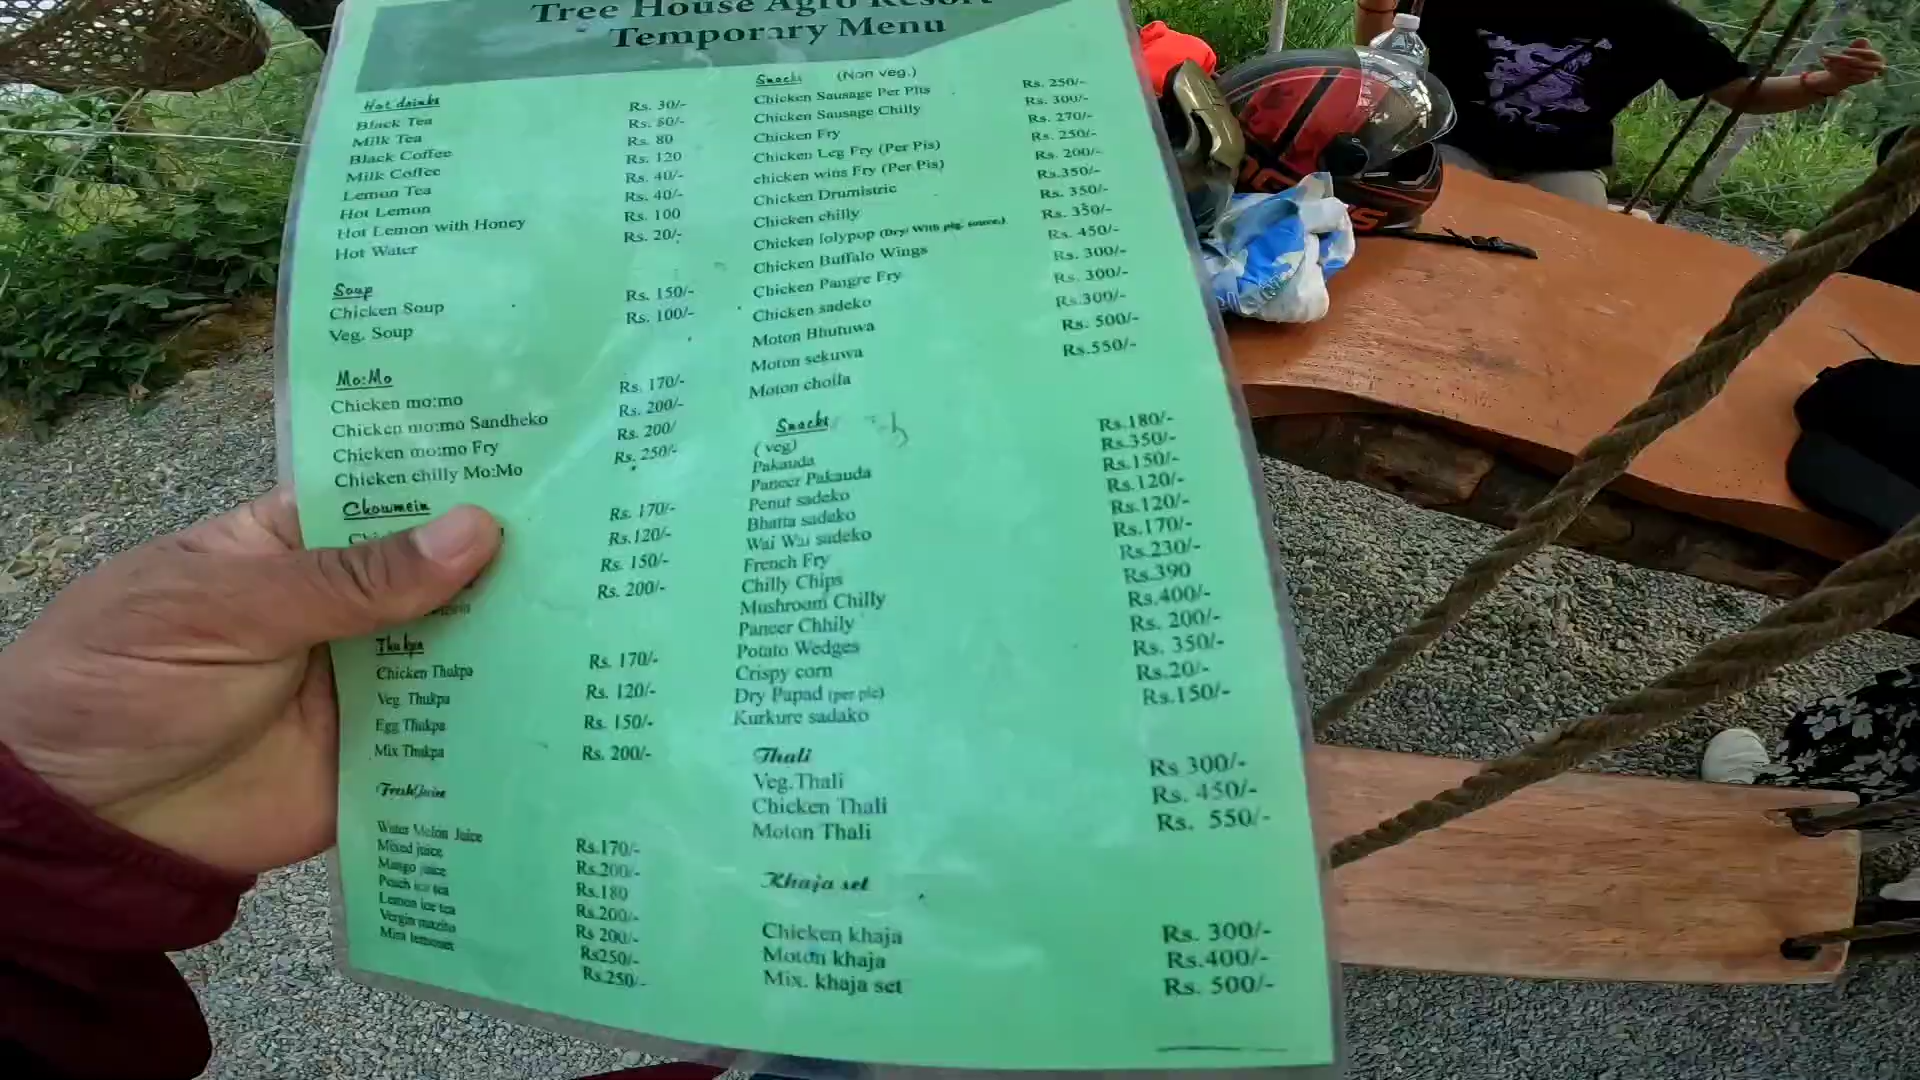 Tree House Agro Resort
Temporary Menu
Hot drinks
Black Tea Rs. 30/-
Milk Tea Rs. 80/-
Black Coffee Rs. 80
Milk Coffee Rs. 120
Lemon Tea Rs. 40/-
Hot Lemon Rs. 40/-
Hot Lemon with Honey Rs. 100
Hot Water Rs. 20/-
Soup
Chicken Soup Rs. 150/-
Veg. Soup Rs. 100/-
Mo:Mo
Chicken mo:mo Rs. 170/-
Chicken mo:mo Sandheko Rs. 200/-
Chicken mo:mo Fry Rs. 200/
Chicken chilly Mo:Mo Rs. 250/-
Chowmein
Rs. 170/-
Rs.120/-
Rs. 150/-
Rs. 200/-
Thukpa
Chicken Thukpa Rs. 170/-
Veg. Thukpa Rs. 120/-
Egg Thukpa Rs. 150/-
Mix Thukpa Rs. 200/-
Fresh Juice
Water Melon Juice Rs.170/-
Mixed juice Rs.200/-
Mango juice Rs.180
Peach ice tea Rs.200/-
Lemon ice tea Rs 200/-
Vergin mazito Rs250/-
Mint lemonet Rs.250/-
Snacks (Non veg.)
Chicken Sausage Per Plts Rs. 250/-
Chicken Sausage Chilly Rs. 300/-
Chicken Fry Rs. 270/-
Chicken Leg Fry (Per Pis) Rs. 250/-
chicken wins Fry (Per Pis) Rs. 200/-
Chicken Drumistric Rs.350/-
Chicken chilly Rs. 350/-
Chicken lolypop (Dry/ With plg. souce.) Rs. 350/-
Chicken Buffalo Wings Rs. 450/-
Chicken Pangre Fry Rs. 300/-
Chicken sadeko Rs. 300/-
Moton Bhutuwa Rs.300/-
Moton sekuwa Rs. 500/-
Moton choila Rs.550/-
Snacks
(veg)
Pakauda Rs.180/-
Paneer Pakauda Rs.350/-
Penut sadeko Rs.150/-
Bhatta sadeko Rs.120/-
Wai Wai sadeko Rs.120/-
French Fry Rs.170/-
Chilly Chips Rs.230/-
Mushroom Chilly Rs.390
Paneer Chhily Rs.400/-
Potato Wedges Rs. 200/-
Crispy corn Rs. 350/-
Dry Papad (per pic) Rs.20/-
Kurkure sadako Rs.150/-
Thali
Veg.Thali Rs 300/-
Chicken Thali Rs. 450/-
Moton Thali Rs. 550/-
Khaja set
Chicken khaja Rs. 300/-
Moton khaja Rs.400/-
Mix. khaja set Rs. 500/-